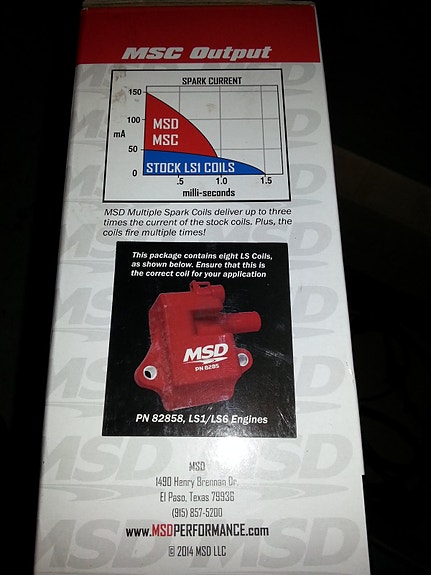 MSC Output
SPARK CURRENT
150
100
mA
50
0
MSD
MSC
STOCK LS1 COILS
.5 1.0 1.5
milli-seconds
MSD Multiple Spark Coils deliver up to three
times the current of the stock coils. Plus, the
coils fire multiple times!
This package contains eight LS Coils,
as shown below. Ensure that this is
the correct coil for your application
MSD
PN 8285
PN 82858, LS1/LS6 Engines
MSD
1490 Henry Brennan Dr.
El Paso, Texas 79936
(915) 857-5200
www.MSDPERFORMANCE.com
© 2014 MSD LLC